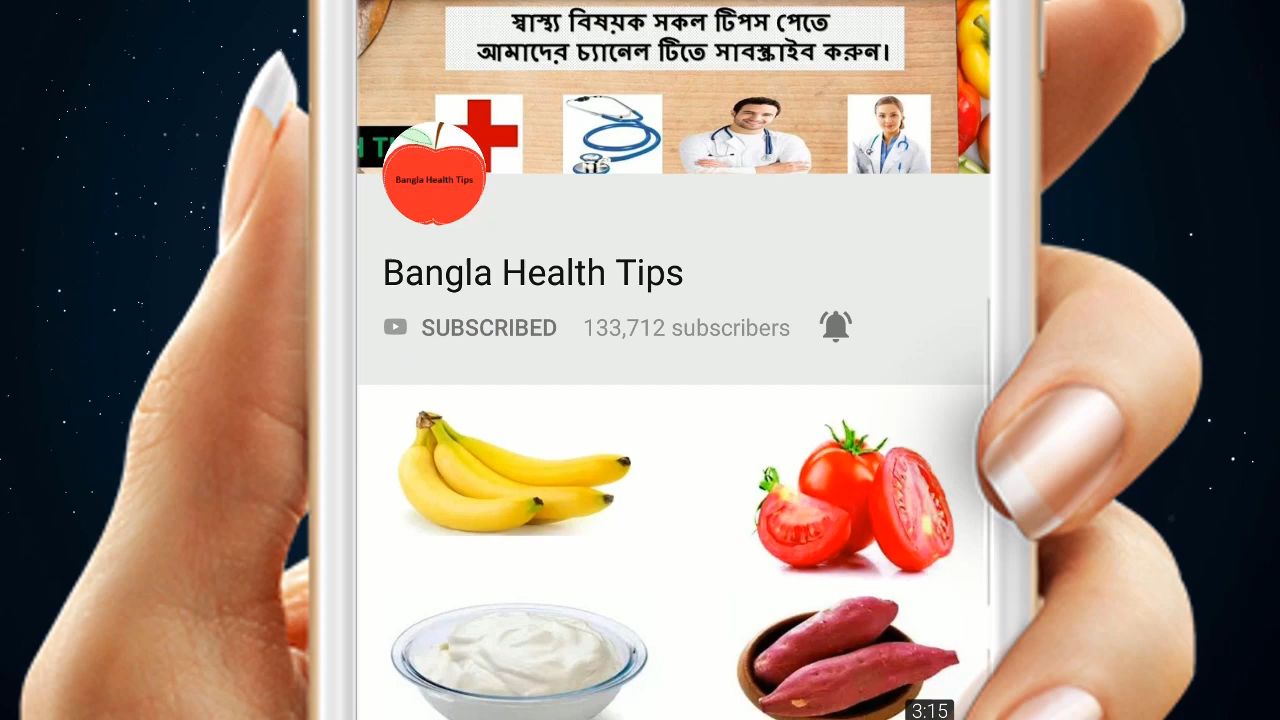 স্বাস্থ্য বিষয়ক সকল টিপস পেতে
আমাদের চ্যানেল টিতে সাবস্ক্রাইব করুন।
H T
Bangla Health Tips
Bangla Health Tips
SUBSCRIBED 133,712 subscribers
3:15